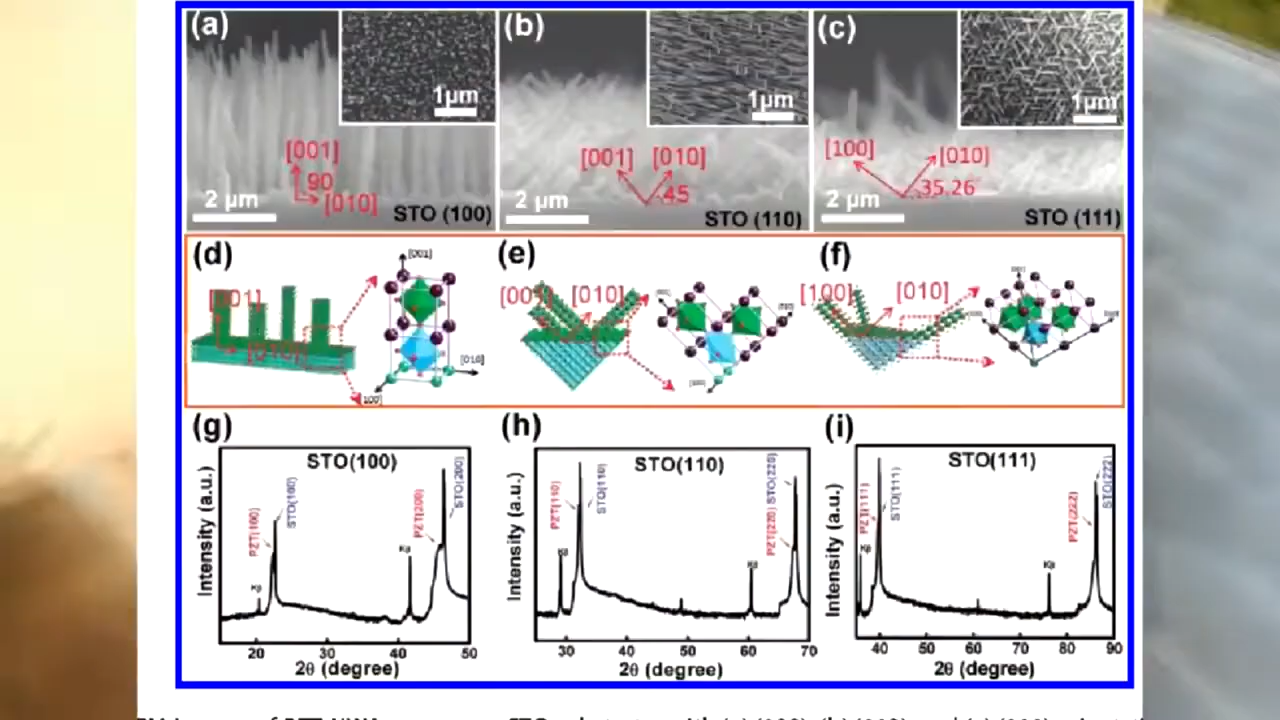 (a)
1µm
[001]
90
[010]
2 µm
STO (100)
(b)
1µm
[001] [010]
45
2 µm
STO (110)
(c)
1µm
[100]
[010]
35.26
2 µm
STO (111)
(d)
[001]
[010]
[001]
[010]
[100]
(e)
[001] [010]
(f)
[100] [010]
(g)
STO(100)
PZT(100)
STO(100)
PZT(200)
STO(200)
Kβ
Kβ
Intensity (a.u.)
20 30 40 50
2θ (degree)
(h)
STO(110)
PZT(110)
STO(110)
PZT(220) STO(220)
Kβ
Kβ
Intensity (a.u.)
30 40 50 60 70
2θ (degree)
(i)
STO(111)
PZT(111)
STO(111)
PZT(222)
STO(222)
Kβ
Kβ
Intensity (a.u.)
40 50 60 70 80 90
2θ (degree)